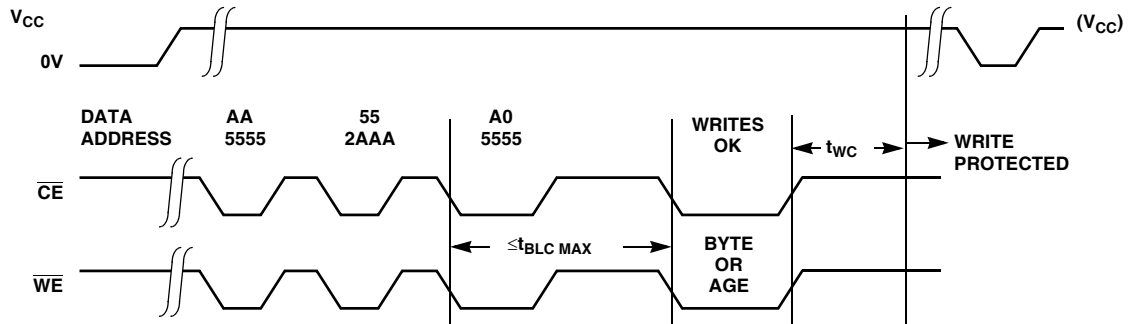 VCC
(VCC)
0V
DATA AA 55 A0
ADDRESS 5555 2AAA 5555
WRITES
OK
tWC
WRITE
PROTECTED
CE
≤tBLC MAX
BYTE
OR
AGE
WE